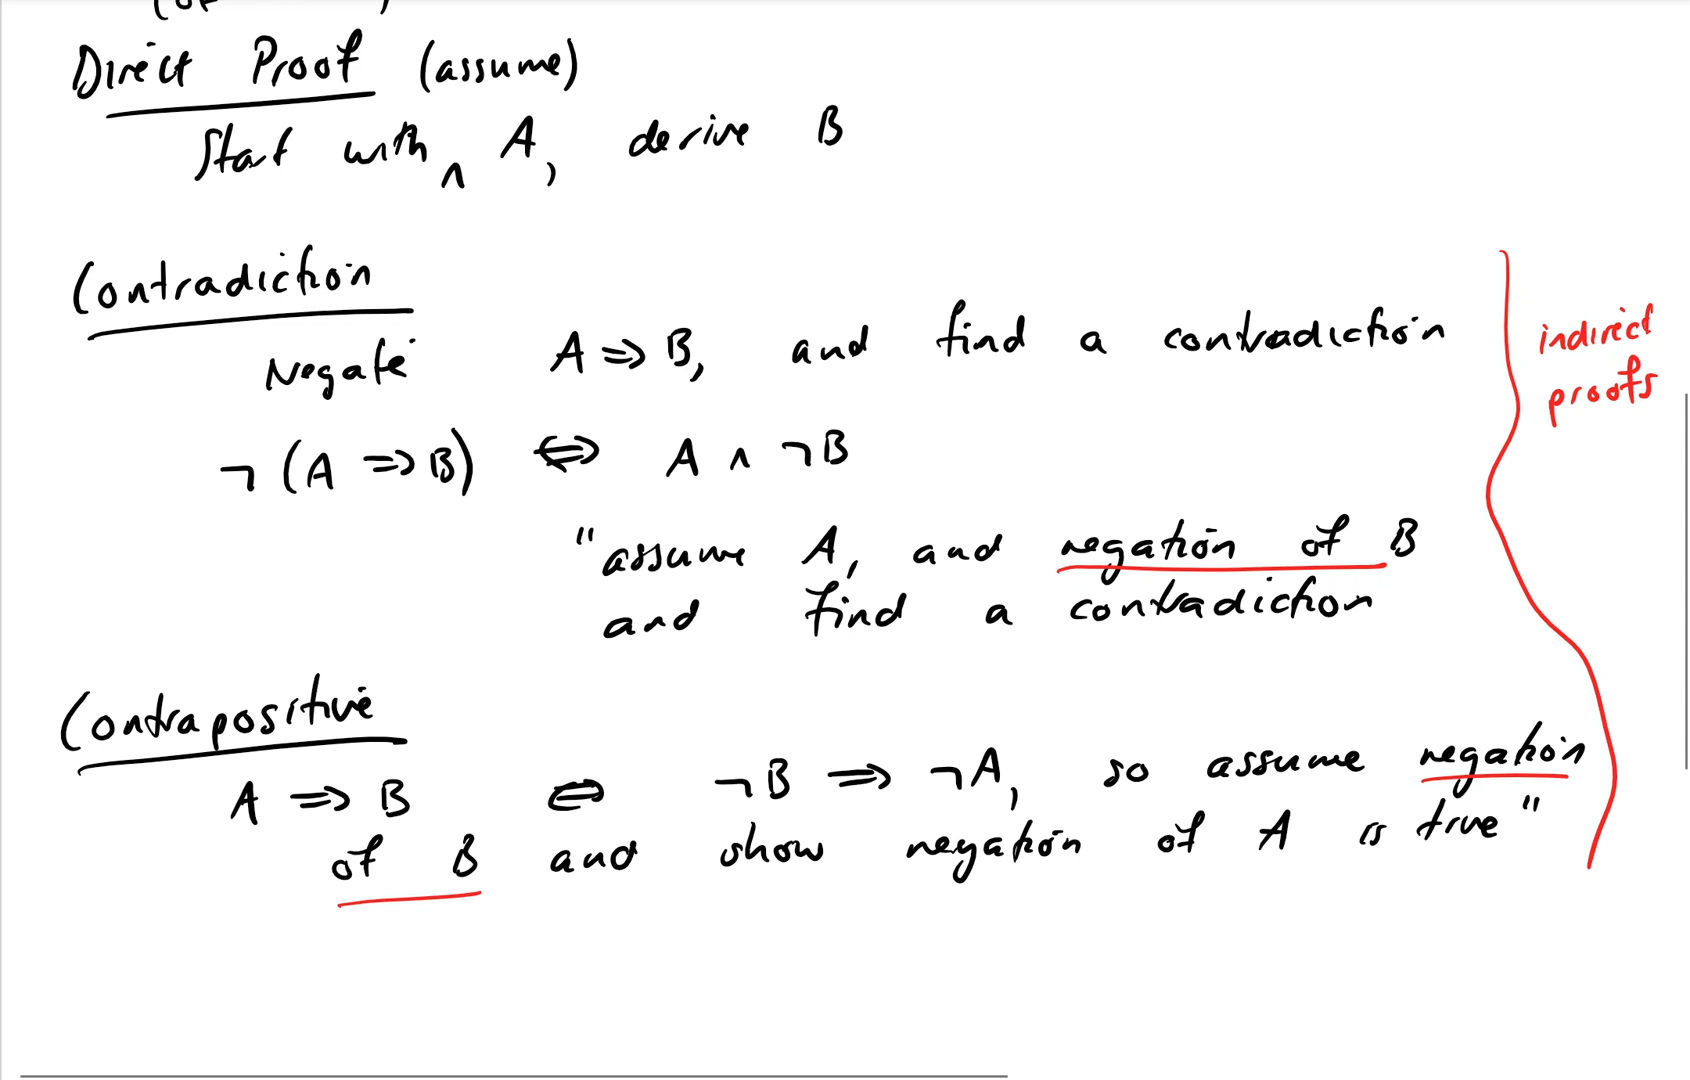 Direct Proof (assume)
Start with ^ A, derive B
Contradiction
Negate A => B, and find a contradiction
¬(A => B) <=> A ∧ ¬B
"assume A, and negation of B
and find a contradiction
indirect
proofs
Contrapositive
A => B <=> ¬B => ¬A, so assume negation
of B and show negation of A is true"